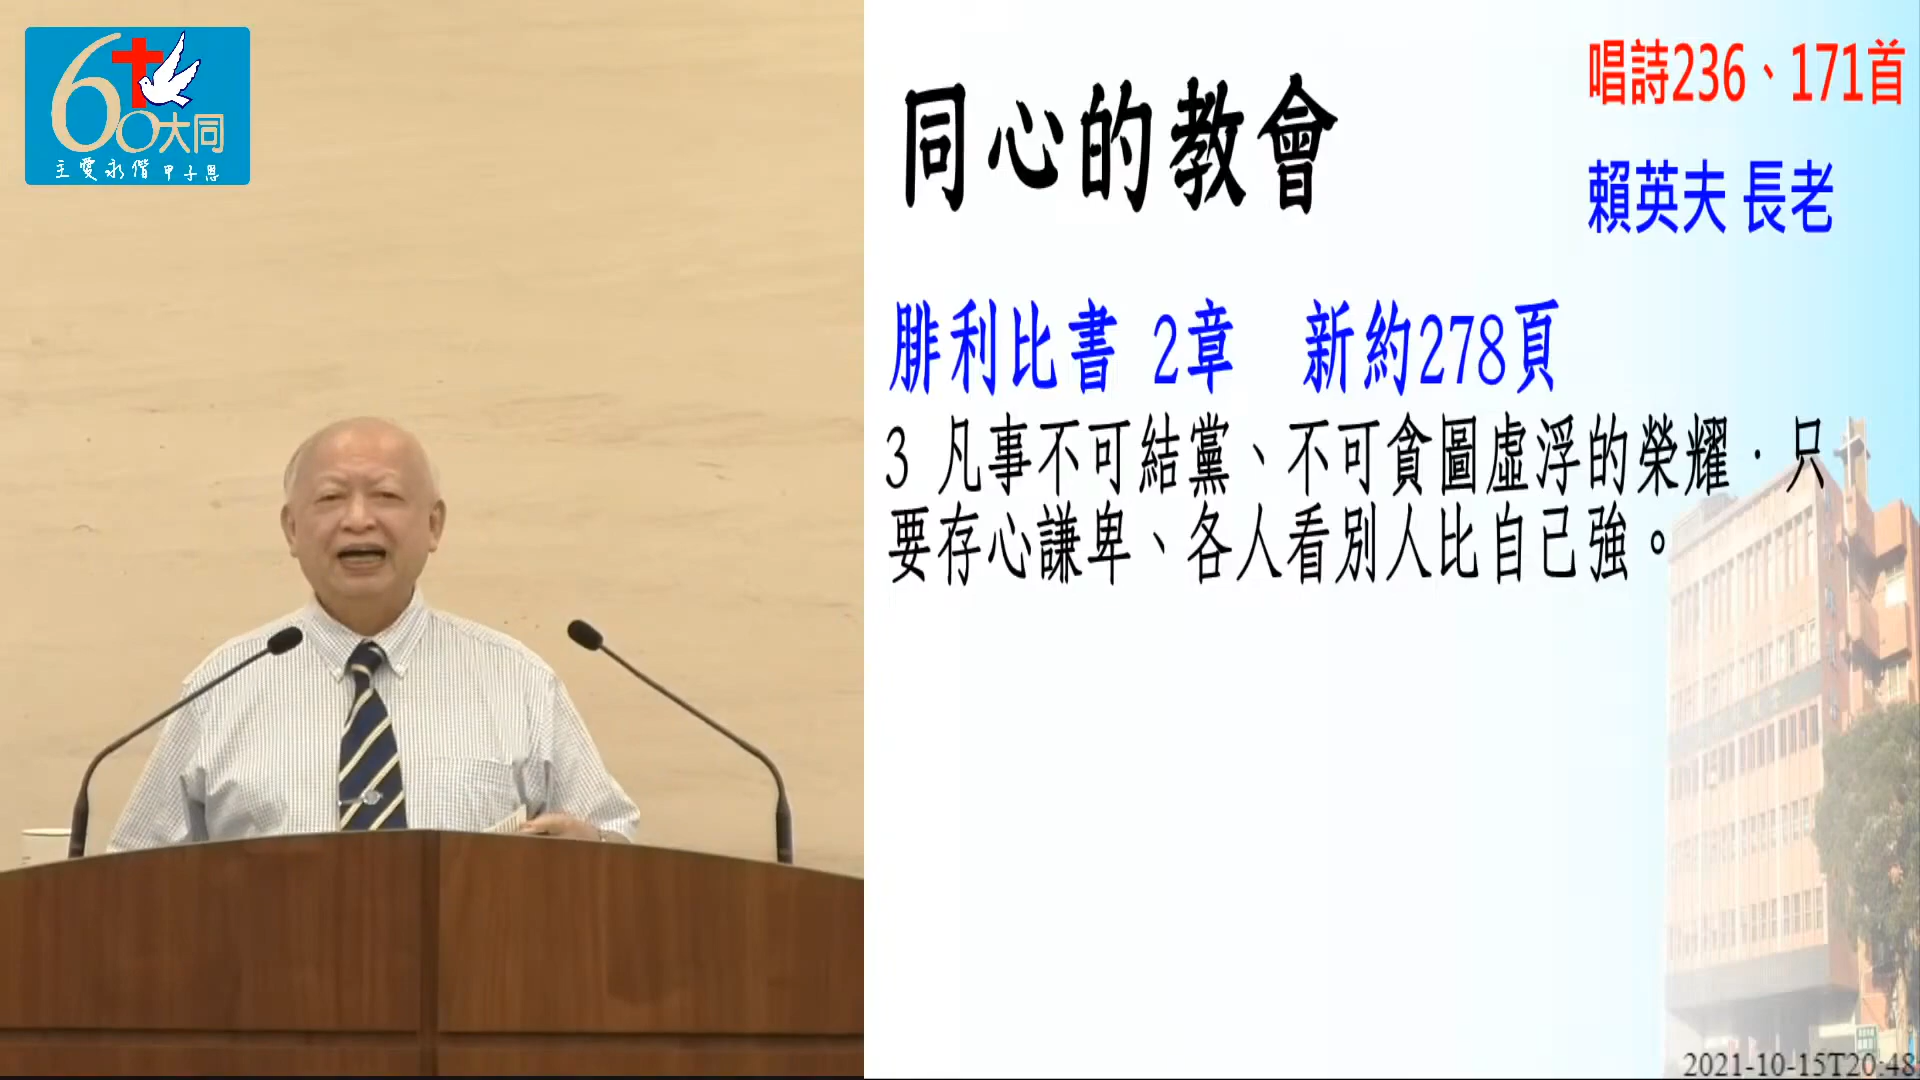 60大同
主愛永偕 甲子恩
同心的教會
唱詩236、171首
賴英夫 長老
腓利比書 2章 新約278頁
3 凡事不可結黨、不可貪圖虛浮的榮耀．只
要存心謙卑、各人看別人比自已強。
2021-10-15T20:48